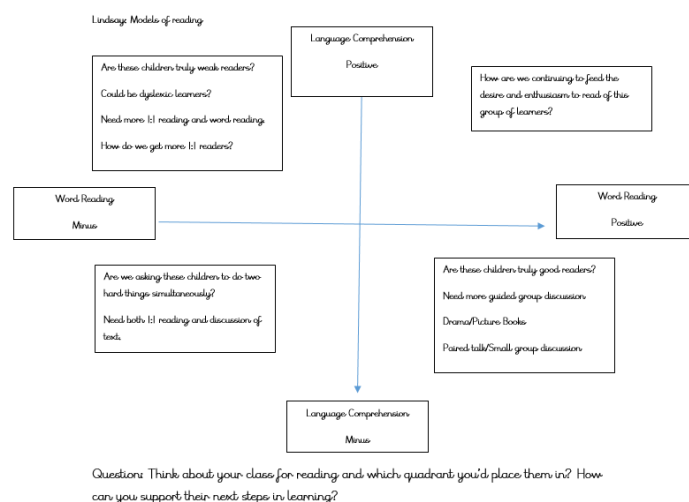 Lindsay: Models of reading
Language Comprehension
Positive
Are these children truly weak readers?
Could be dyslexic learners?
Need more 1:1 reading and word reading.
How do we get more 1:1 readers?
How are we continuing to feed the
desire and enthusiasm to read of this
group of learners?
Word Reading
Minus
Word Reading
Positive
Are we asking these children to do two
hard things simultaneously?
Need both 1:1 reading and discussion of
text.
Are these children truly good readers?
Need more guided group discussion
Drama/Picture Books
Paired talk/Small group discussion
Language Comprehension
Minus
Question: Think about your class for reading and which quadrant you'd place them in? How
can you support their next steps in learning?